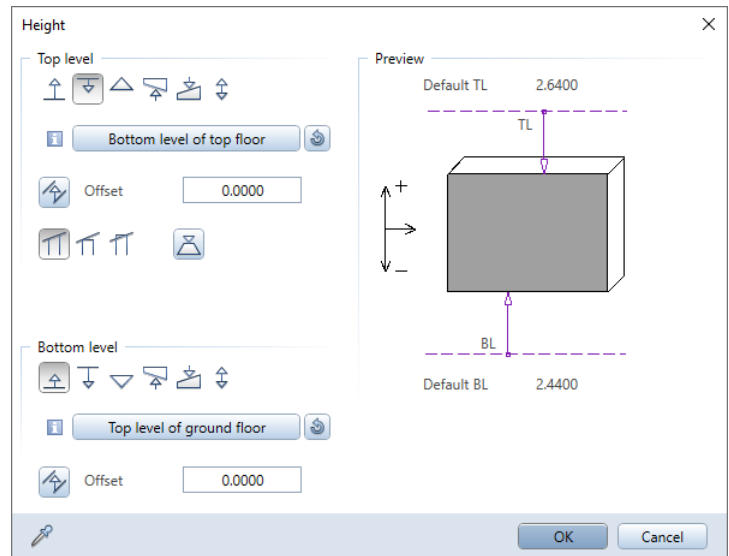 Height
Top level
Bottom level of top floor
Offset 0.0000
Bottom level
Top level of ground floor
Offset 0.0000
Preview
Default TL 2.6400
TL
+
−
BL
Default BL 2.4400
OK Cancel